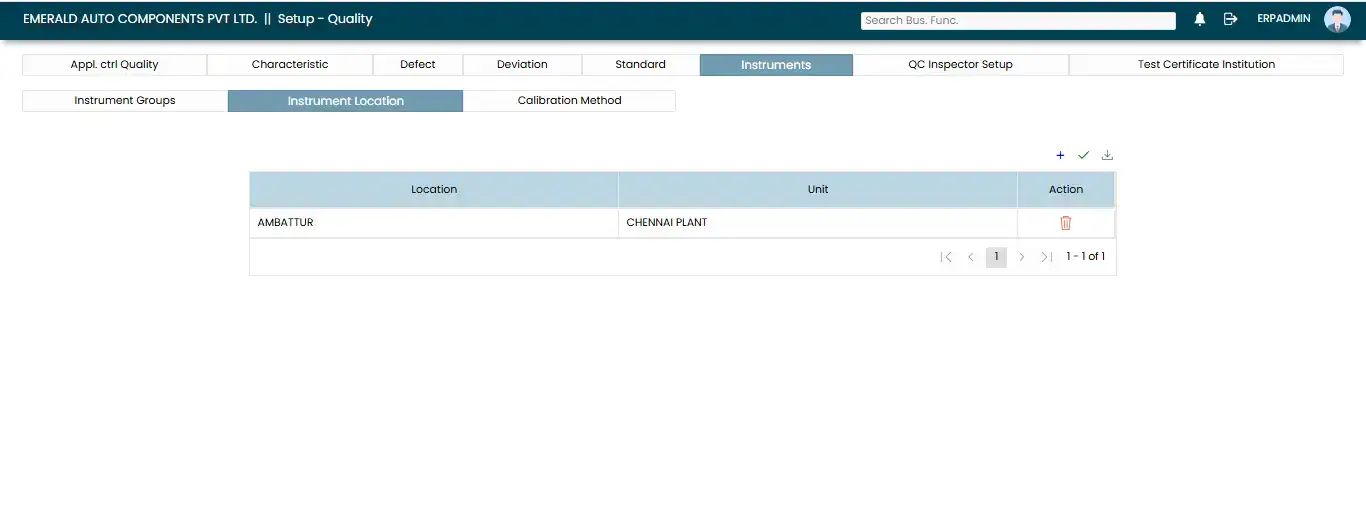 EMERALD AUTO COMPONENTS PVT LTD. || Setup - Quality Search Bus. Func. ERPADMIN
Appl. ctrl Quality Characteristic Defect Deviation Standard Instruments QC Inspector Setup Test Certificate Institution
Instrument Groups Instrument Location Calibration Method
Location Unit Action
AMBATTUR CHENNAI PLANT
1 1 - 1 of 1